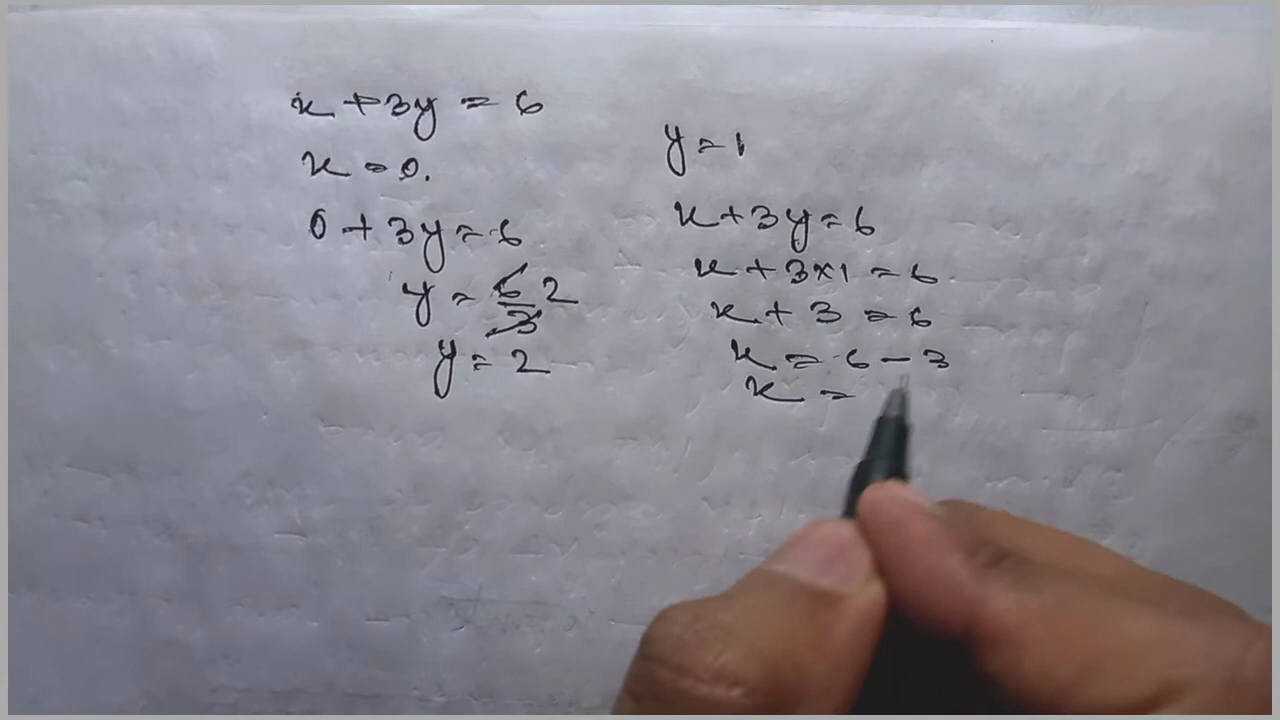 x + 3y = 6
x = 0.
0 + 3y = 6
y = 6/3 2
y = 2
y = 1
x + 3y = 6
x + 3×1 = 6
x + 3 = 6
x = 6 - 3
x =